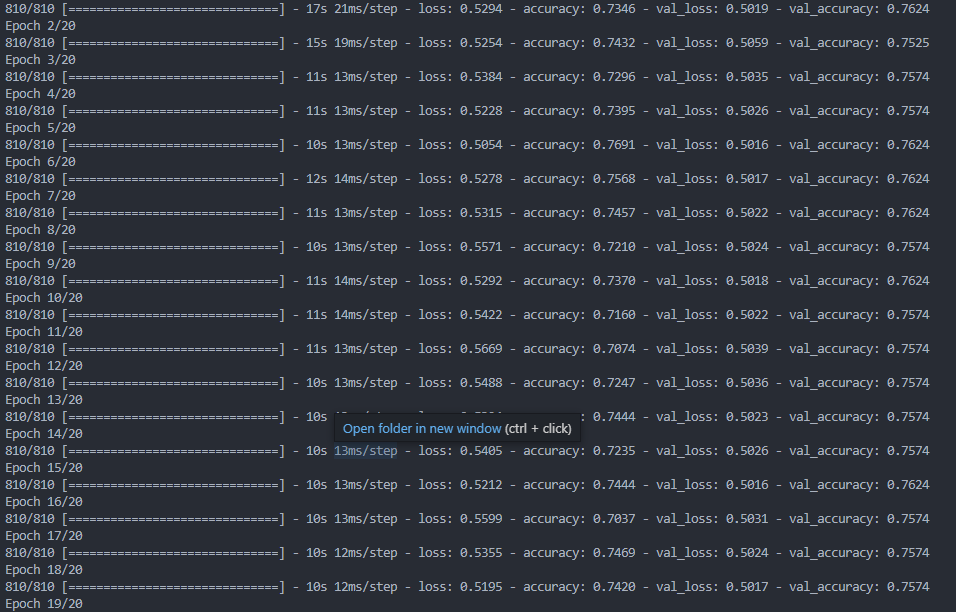 810/810 [==============================] - 17s 21ms/step - loss: 0.5294 - accuracy: 0.7346 - val_loss: 0.5019 - val_accuracy: 0.7624
Epoch 2/20
810/810 [==============================] - 15s 19ms/step - loss: 0.5254 - accuracy: 0.7432 - val_loss: 0.5059 - val_accuracy: 0.7525
Epoch 3/20
810/810 [==============================] - 11s 13ms/step - loss: 0.5384 - accuracy: 0.7296 - val_loss: 0.5035 - val_accuracy: 0.7574
Epoch 4/20
810/810 [==============================] - 11s 13ms/step - loss: 0.5228 - accuracy: 0.7395 - val_loss: 0.5026 - val_accuracy: 0.7574
Epoch 5/20
810/810 [==============================] - 10s 13ms/step - loss: 0.5054 - accuracy: 0.7691 - val_loss: 0.5016 - val_accuracy: 0.7624
Epoch 6/20
810/810 [==============================] - 12s 14ms/step - loss: 0.5278 - accuracy: 0.7568 - val_loss: 0.5017 - val_accuracy: 0.7624
Epoch 7/20
810/810 [==============================] - 11s 13ms/step - loss: 0.5315 - accuracy: 0.7457 - val_loss: 0.5022 - val_accuracy: 0.7624
Epoch 8/20
810/810 [==============================] - 10s 13ms/step - loss: 0.5571 - accuracy: 0.7210 - val_loss: 0.5024 - val_accuracy: 0.7574
Epoch 9/20
810/810 [==============================] - 11s 14ms/step - loss: 0.5292 - accuracy: 0.7370 - val_loss: 0.5018 - val_accuracy: 0.7624
Epoch 10/20
810/810 [==============================] - 11s 14ms/step - loss: 0.5422 - accuracy: 0.7160 - val_loss: 0.5022 - val_accuracy: 0.7574
Epoch 11/20
810/810 [==============================] - 11s 13ms/step - loss: 0.5669 - accuracy: 0.7074 - val_loss: 0.5039 - val_accuracy: 0.7574
Epoch 12/20
810/810 [==============================] - 10s 13ms/step - loss: 0.5488 - accuracy: 0.7247 - val_loss: 0.5036 - val_accuracy: 0.7574
Epoch 13/20
810/810 [==============================] - 10s 0.7444 - val_loss: 0.5023 - val_accuracy: 0.7574
Open folder in new window (ctrl + click)
Epoch 14/20
810/810 [==============================] - 10s 13ms/step - loss: 0.5405 - accuracy: 0.7235 - val_loss: 0.5026 - val_accuracy: 0.7574
Epoch 15/20
810/810 [==============================] - 10s 13ms/step - loss: 0.5212 - accuracy: 0.7444 - val_loss: 0.5016 - val_accuracy: 0.7624
Epoch 16/20
810/810 [==============================] - 10s 13ms/step - loss: 0.5599 - accuracy: 0.7037 - val_loss: 0.5031 - val_accuracy: 0.7574
Epoch 17/20
810/810 [==============================] - 10s 12ms/step - loss: 0.5355 - accuracy: 0.7469 - val_loss: 0.5024 - val_accuracy: 0.7574
Epoch 18/20
810/810 [==============================] - 10s 12ms/step - loss: 0.5195 - accuracy: 0.7420 - val_loss: 0.5017 - val_accuracy: 0.7574
Epoch 19/20